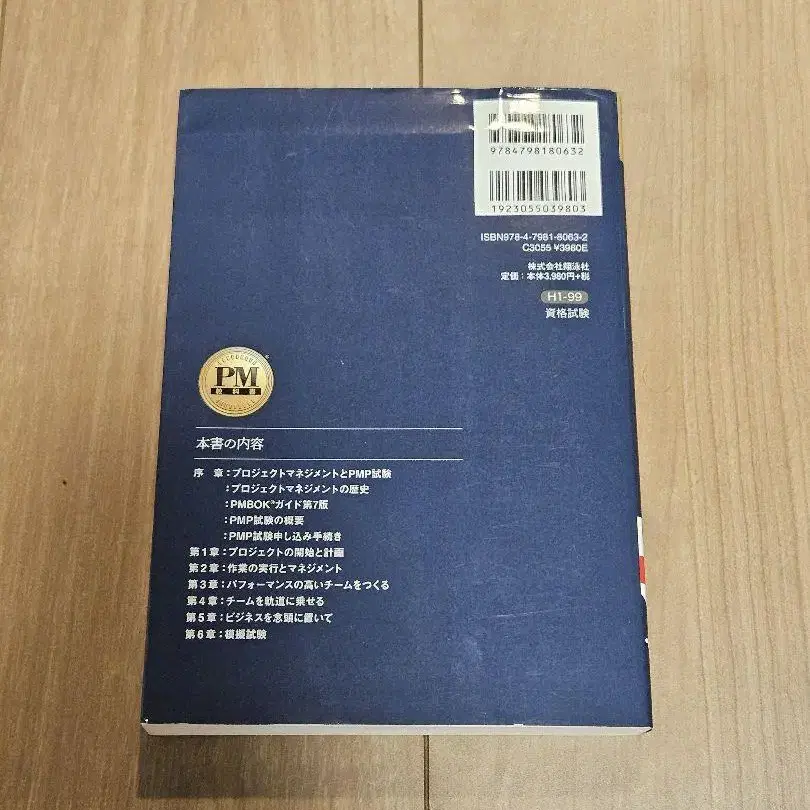 9784798180632
1923055039803
ISBN978-4-7981-8063-2
C3055 ¥3980E
株式会社翔泳社
定価：本体3,980円+税
H1-99
資格試験
PM
教科書
本書の内容
序　章：プロジェクトマネジメントとPMP試験
：プロジェクトマネジメントの歴史
：PMBOK®ガイド第7版
：PMP試験の概要
：PMP試験申し込み手続き
第1章：プロジェクトの開始と計画
第2章：作業の実行とマネジメント
第3章：パフォーマンスの高いチームをつくる
第4章：チームを軌道に乗せる
第5章：ビジネスを念頭に置いて
第6章：模擬試験